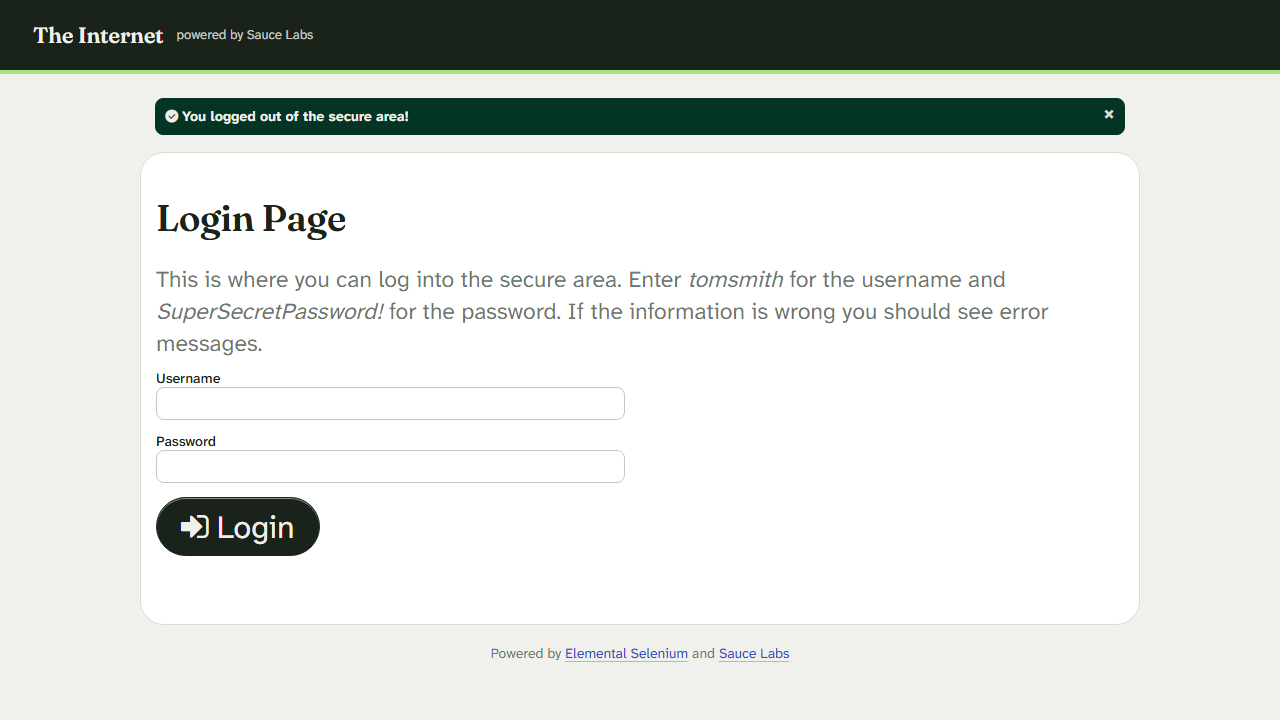 The Internet powered by Sauce Labs
You logged out of the secure area! ×
Login Page
This is where you can log into the secure area. Enter tomsmith for the username and
SuperSecretPassword! for the password. If the information is wrong you should see error
messages.
Username
Password
Login
Powered by Elemental Selenium and Sauce Labs